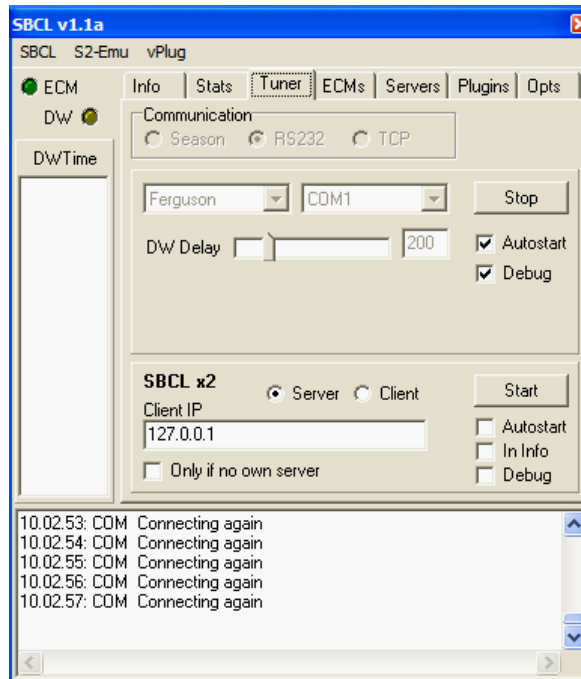 SBCL v1.1a
SBCL S2-Emu vPlug
ECM
DW
DWTime
Info Stats Tuner ECMs Servers Plugins Opts
Communication
Season RS232 TCP
Ferguson COM1 Stop
DW Delay 200 Autostart
Debug
SBCL x2 Server Client Start
Client IP
127.0.0.1
Autostart
In Info
Only if no own server
Debug
10.02.53: COM Connecting again
10.02.54: COM Connecting again
10.02.55: COM Connecting again
10.02.56: COM Connecting again
10.02.57: COM Connecting again